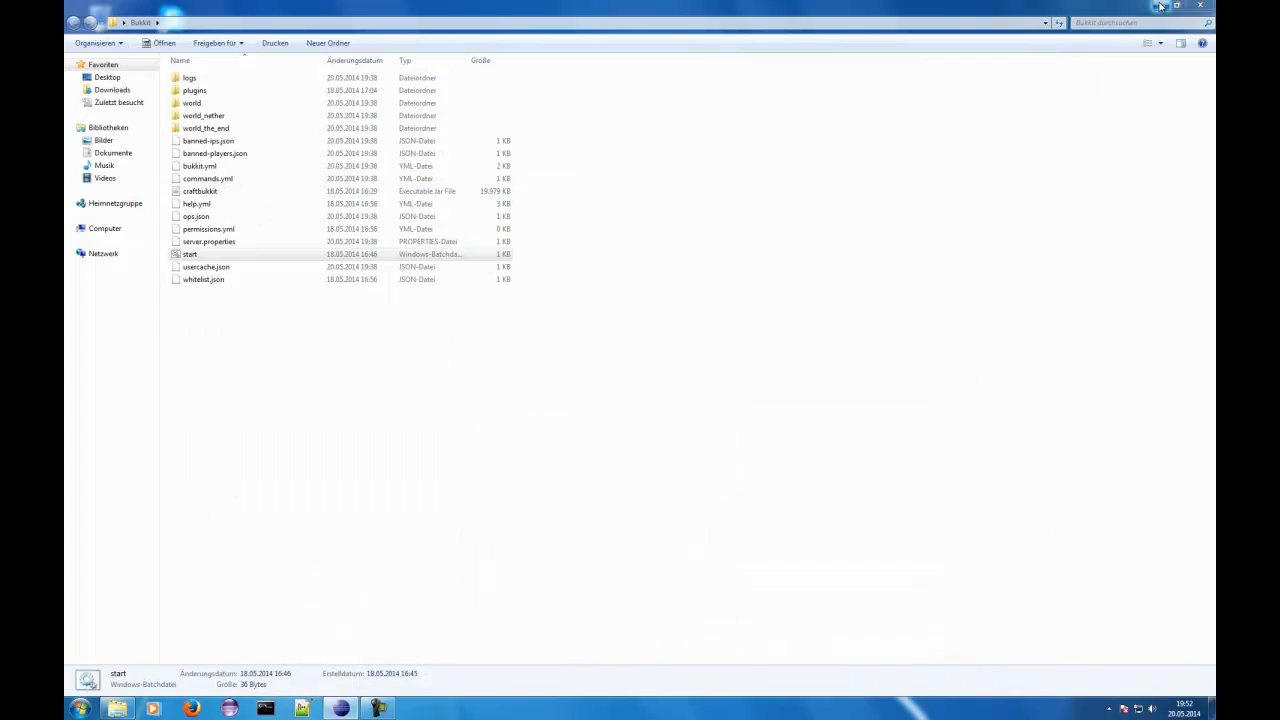 Bukkit
Bukkit durchsuchen
Organisieren Öffnen Freigeben für Drucken Neuer Ordner
Name Änderungsdatum Typ Größe
Favoriten
Desktop
Downloads
Zuletzt besucht
Bibliotheken
Bilder
Dokumente
Musik
Videos
Heimnetzgruppe
Computer
Netzwerk
logs 20.05.2014 19:38 Dateiordner
plugins 18.05.2014 17:04 Dateiordner
world 20.05.2014 19:38 Dateiordner
world_nether 20.05.2014 19:38 Dateiordner
world_the_end 20.05.2014 19:38 Dateiordner
banned-ips.json 20.05.2014 19:38 JSON-Datei 1 KB
banned-players.json 20.05.2014 19:38 JSON-Datei 1 KB
bukkit.yml 20.05.2014 19:38 YML-Datei 2 KB
commands.yml 20.05.2014 19:38 YML-Datei 1 KB
craftbukkit 18.05.2014 16:29 Executable Jar File 19.979 KB
help.yml 18.05.2014 16:56 YML-Datei 3 KB
ops.json 20.05.2014 19:38 JSON-Datei 1 KB
permissions.yml 18.05.2014 16:56 YML-Datei 0 KB
server.properties 20.05.2014 19:38 PROPERTIES-Datei 1 KB
start 18.05.2014 16:46 Windows-Batchda... 1 KB
usercache.json 20.05.2014 19:38 JSON-Datei 1 KB
whitelist.json 18.05.2014 16:56 JSON-Datei 1 KB
start Änderungsdatum: 18.05.2014 16:46 Erstelldatum: 18.05.2014 16:45
Windows-Batchdatei Größe: 36 Bytes
19:52
20.05.2014